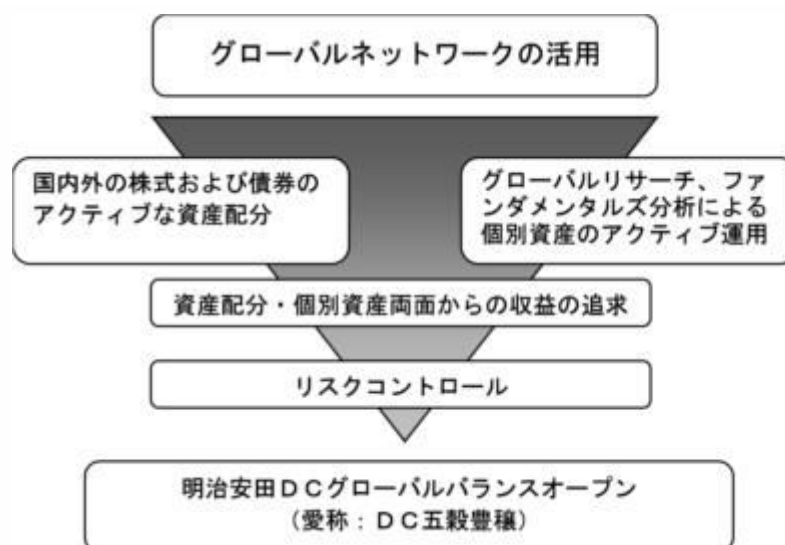 グローバルネットワークの活用
国内外の株式および債券の
アクティブな資産配分
グローバルリサーチ、ファ
ンダメンタルズ分析による
個別資産のアクティブ運用
資産配分・個別資産両面からの収益の追求
リスクコントロール
明治安田ＤＣグローバルバランスオープン
（愛称：ＤＣ五穀豊穣）